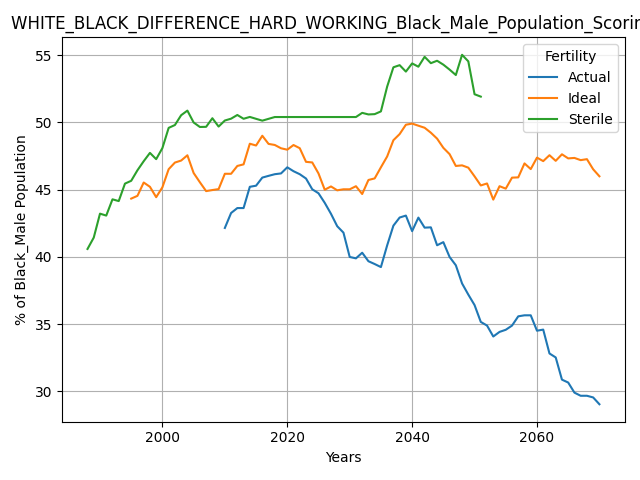 WHITE_BLACK_DIFFERENCE_HARD_WORKING_Black_Male_Population_Scorin
Fertility
Actual
Ideal
Sterile
% of Black_Male Population
55
50
45
40
35
30
2000 2020 2040 2060
Years